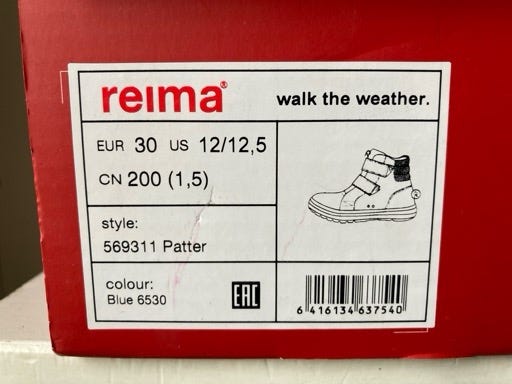 reima®
walk the weather.
EUR 30 US 12/12,5
CN 200 (1,5)
style:
569311 Patter
colour:
Blue 6530
EAC
6 416134 637540